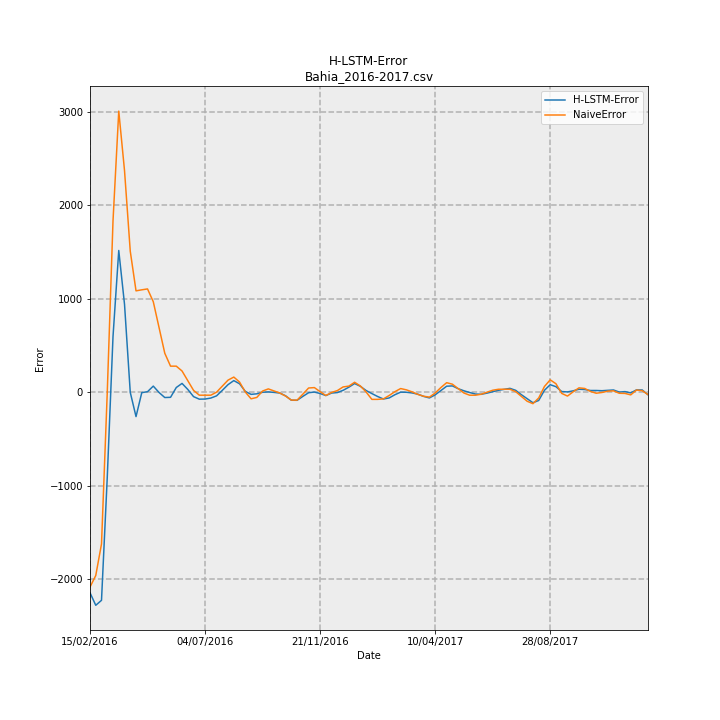 H-LSTM-Error
Bahia_2016-2017.csv
H-LSTM-Error
NaiveError
3000
2000
1000
0
−1000
−2000
Error
15/02/2016
04/07/2016
21/11/2016
10/04/2017
28/08/2017
Date